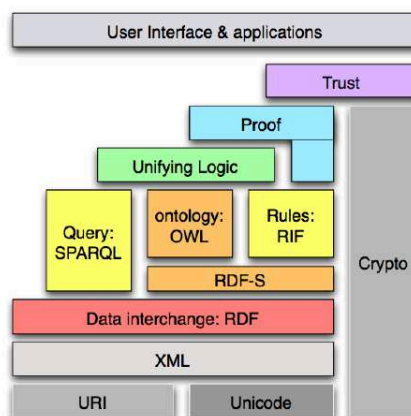 User Interface & applications
Trust
Proof
Unifying Logic
Query:
SPARQL
ontology:
OWL
Rules:
RIF
Crypto
RDF-S
Data interchange: RDF
XML
URI
Unicode